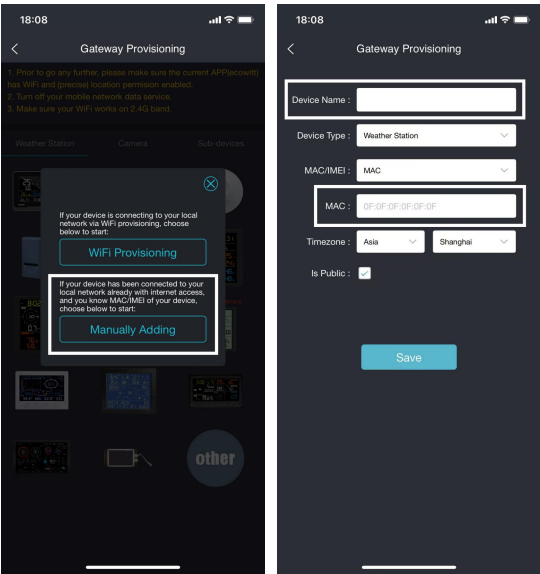 18:08
Gateway Provisioning
1. Prior to go any further, please make sure the current APP(ecowitt)
has WiFi and (precise) location permision enabled.
2. Turn off your mobile network data service.
3. Make sure your WiFi works on 2.4G band.
Weather Station
Camera
Sub-devices
If your device is connecting to your local
network via WiFi provisioning, choose
below to start:
WiFi Provisioning
If your device has been connected to your
local network already with internet access,
and you know MAC/IMEI of your device,
choose below to start:
Manually Adding
other
18:08
Gateway Provisioning
Device Name :
Device Type : Weather Station
MAC/IMEI : MAC
MAC : 0F:0F:0F:0F:0F:0F
Timezone : Asia Shanghai
Is Public :
Save